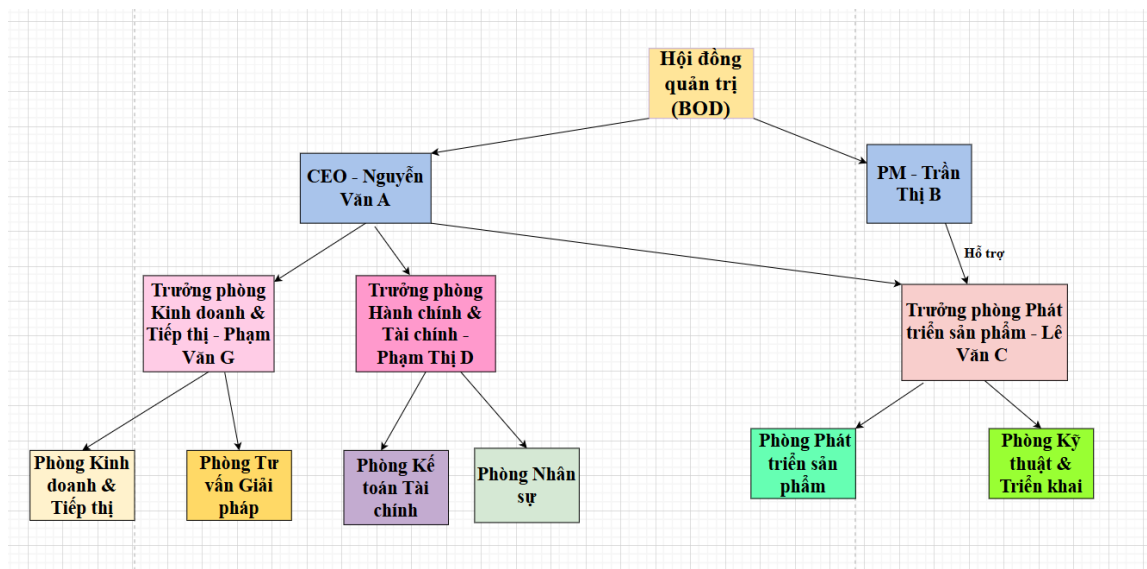 Hội đồng
quản trị
(BOD)
CEO - Nguyễn
Văn A
PM - Trần
Thị B
Hỗ trợ
Trưởng phòng
Kinh doanh &
Tiếp thị - Phạm
Văn G
Trưởng phòng
Hành chính &
Tài chính -
Phạm Thị D
Trưởng phòng Phát
triển sản phẩm - Lê
Văn C
Phòng Kinh
doanh &
Tiếp thị
Phòng Tư
vấn Giải
pháp
Phòng Kế
toán Tài
chính
Phòng Nhân
sự
Phòng Phát
triển sản
phẩm
Phòng Kỹ
thuật &
Triển khai